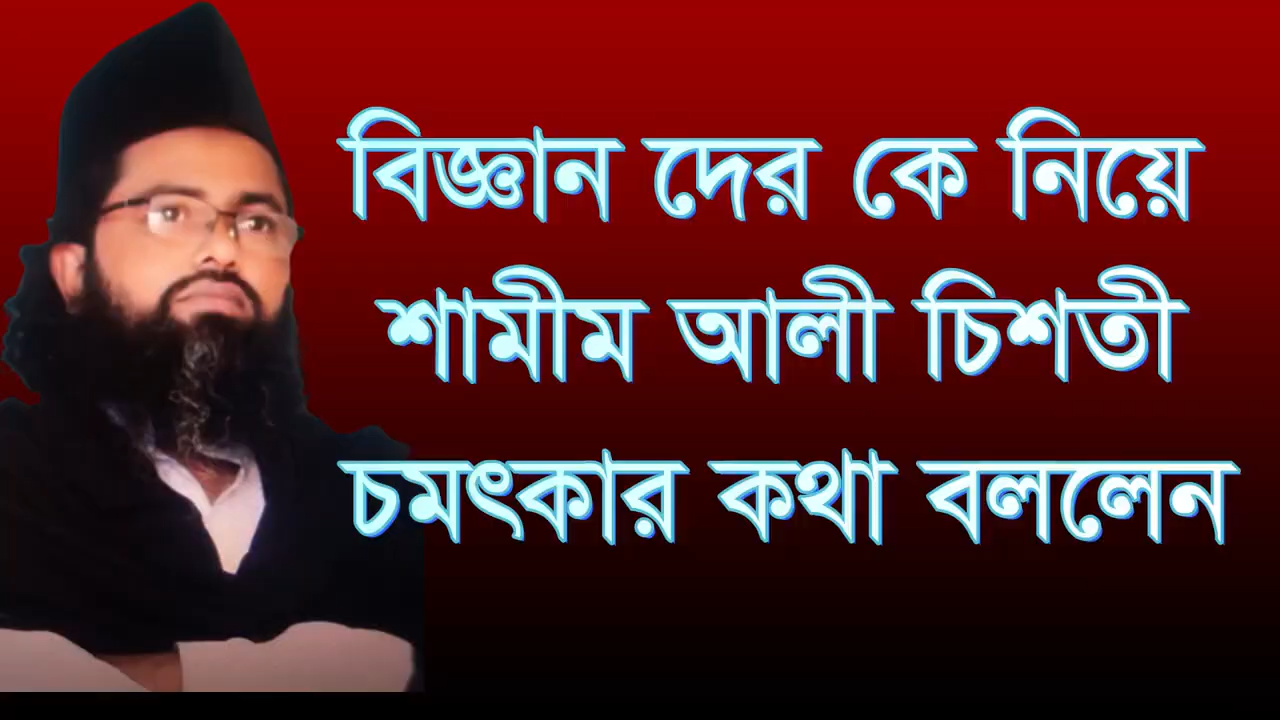 বিজ্ঞান দের কে নিয়ে
শামীম আলী চিশতী
চমৎকার কথা বললেন